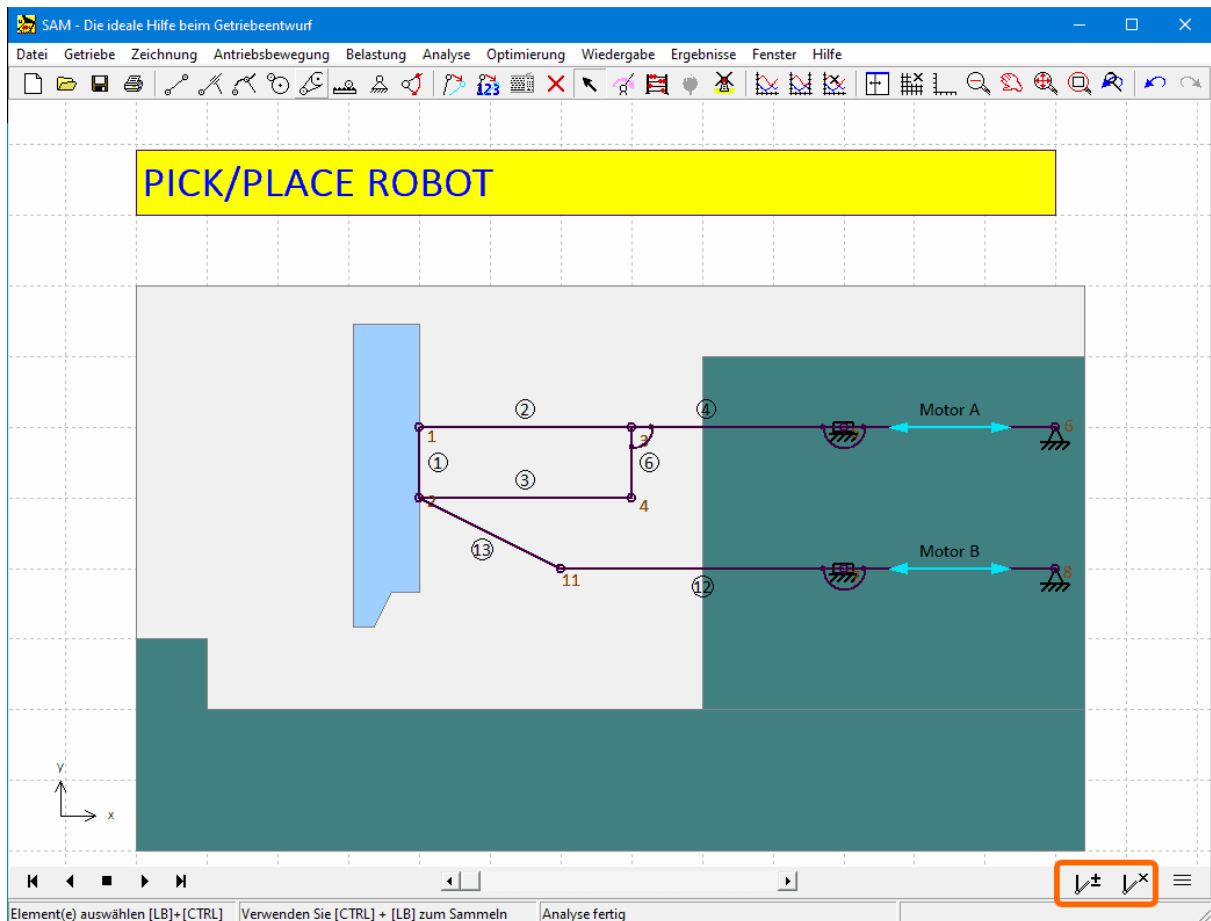 SAM - Die ideale Hilfe beim Getriebeentwurf
Datei Getriebe Zeichnung Antriebsbewegung Belastung Analyse Optimierung Wiedergabe Ergebnisse Fenster Hilfe
123
PICK/PLACE ROBOT
2
4
Motor A
1
3
6
1
6
3
2
4
13
Motor B
11
8
12
y
x
Element(e) auswählen [LB]+[CTRL] Verwenden Sie [CTRL] + [LB] zum Sammeln Analyse fertig